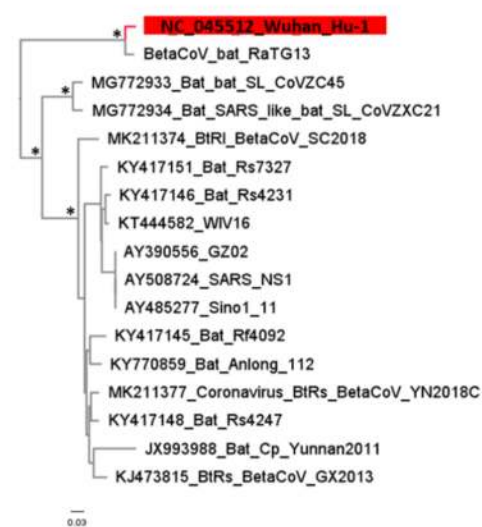 NC_045512_Wuhan_Hu-1
BetaCoV_bat_RaTG13
MG772933_Bat_bat_SL_CoVZC45
MG772934_Bat_SARS_like_bat_SL_CoVZXC21
MK211374_BtRl_BetaCoV_SC2018
KY417151_Bat_Rs7327
KY417146_Bat_Rs4231
KT444582_WIV16
AY390556_GZ02
AY508724_SARS_NS1
AY485277_Sino1_11
KY417145_Bat_Rf4092
KY770859_Bat_Anlong_112
MK211377_Coronavirus_BtRs_BetaCoV_YN2018C
KY417148_Bat_Rs4247
JX993988_Bat_Cp_Yunnan2011
KJ473815_BtRs_BetaCoV_GX2013
0.03